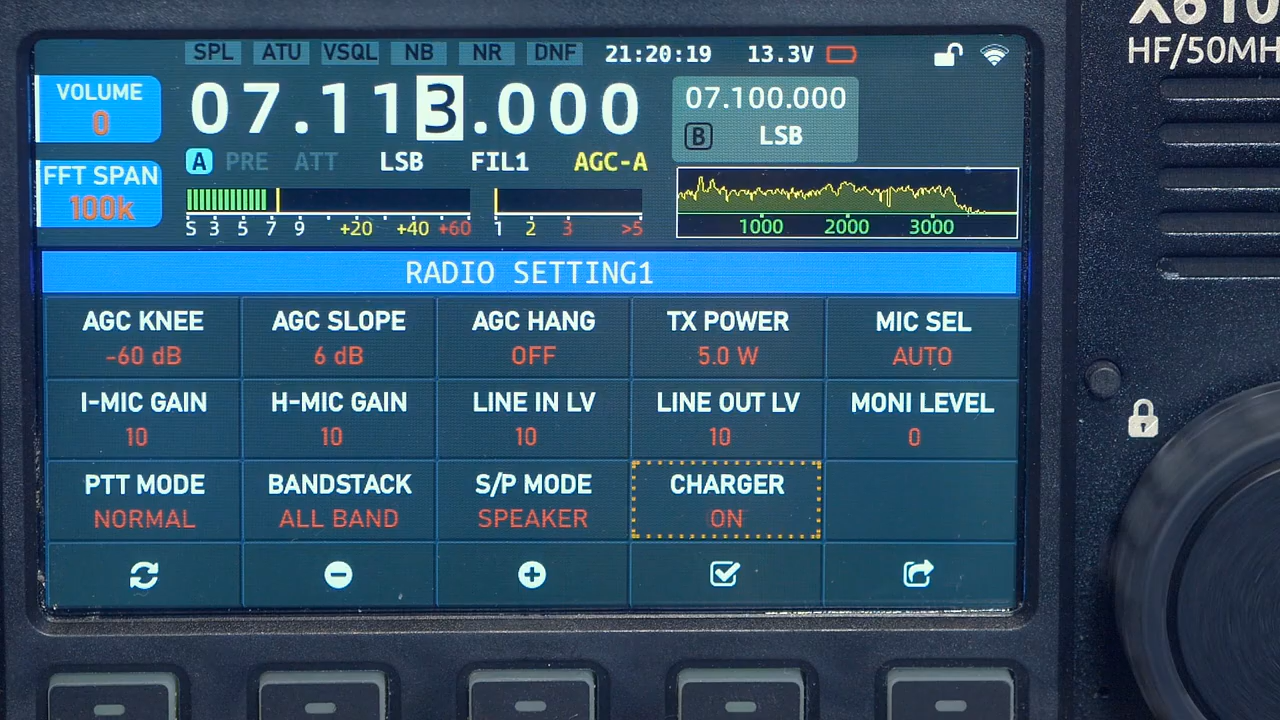 X610
HF/50MH
SPL ATU VSQL NB NR DNF 21:20:19 13.3V
VOLUME
0
07.113.000
07.100.000
B LSB
A PRE ATT LSB FIL1 AGC-A
FFT SPAN
100k
S 3 5 7 9 +20 +40 +60 1 2 3 >5
1000 2000 3000
RADIO SETTING1
AGC KNEE AGC SLOPE AGC HANG TX POWER MIC SEL
-60 dB 6 dB OFF 5.0 W AUTO
I-MIC GAIN H-MIC GAIN LINE IN LV LINE OUT LV MONI LEVEL
10 10 10 10 0
PTT MODE BANDSTACK S/P MODE CHARGER
NORMAL ALL BAND SPEAKER ON